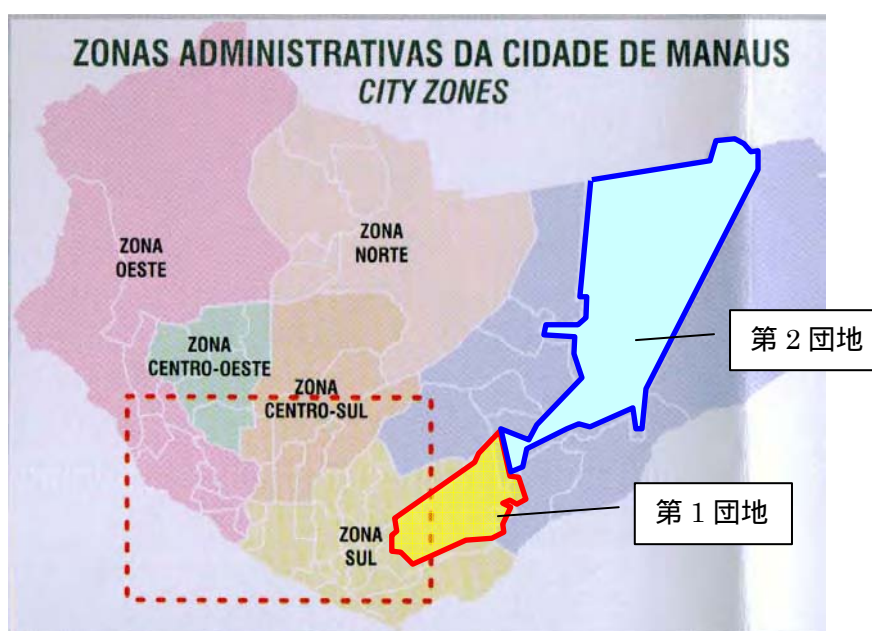 ZONAS ADMINISTRATIVAS DA CIDADE DE MANAUS
CITY ZONES
ZONA
OESTE
ZONA
NORTE
ZONA
CENTRO-OESTE
ZONA
CENTRO-SUL
ZONA
SUL
第 2 団地
第 1 団地